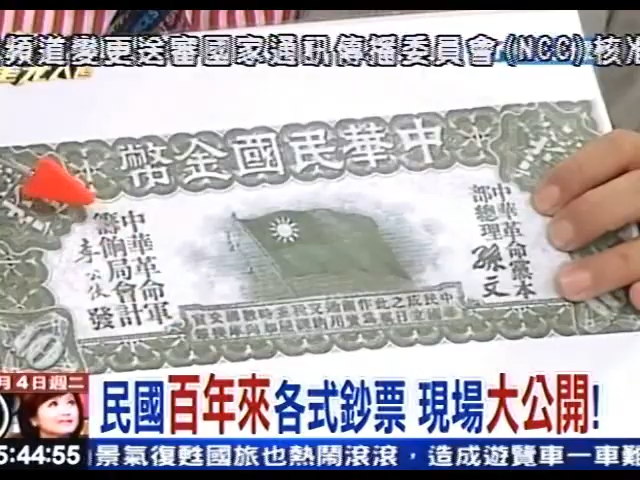 頻道變更送審國家通訊傳播委員會(NCC)核准
幣金國民華中
中華革命黨本
部總理孫文
中華革命軍
籌餉局會計
李公俠發
10
月4日週二
民國百年來各式鈔票 現場大公開!
5:44:55
景氣復甦國旅也熱鬧滾滾，造成遊覽車一車難